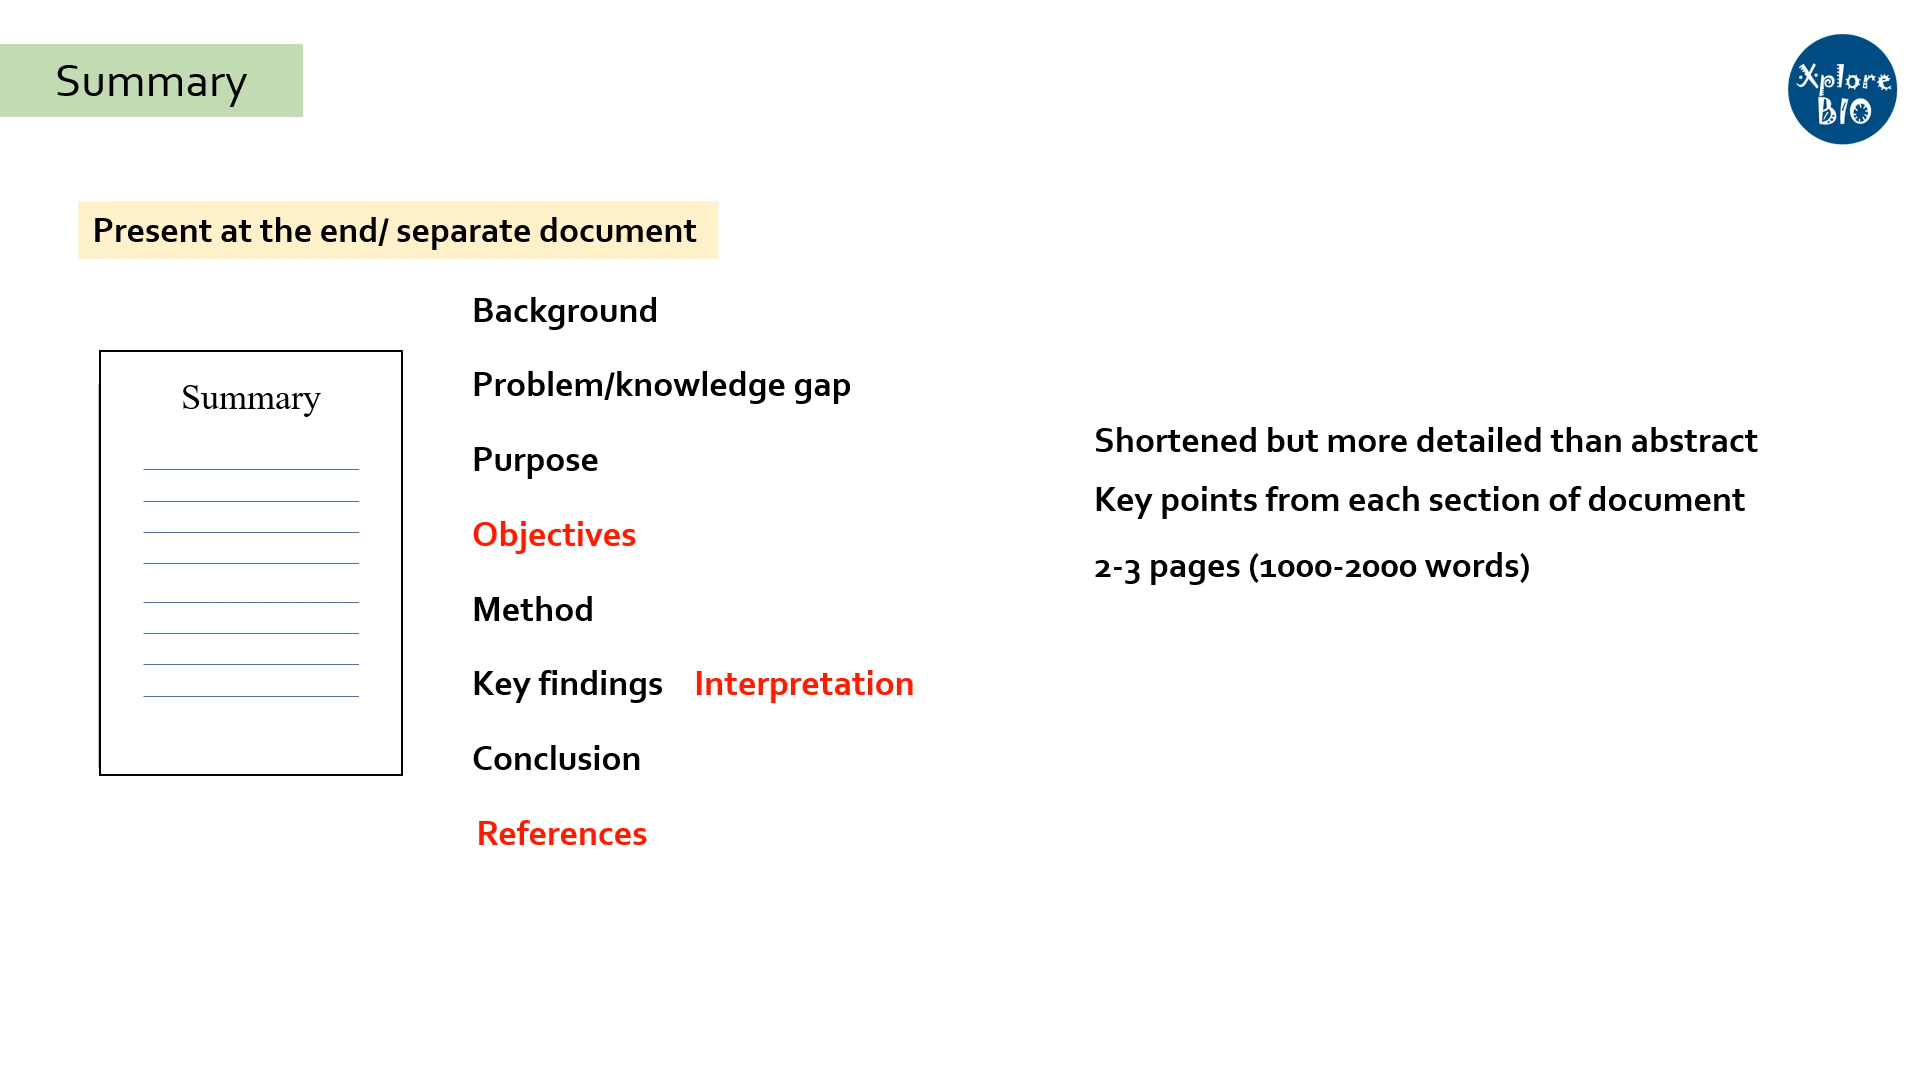 Summary
Xplore
BIO
Present at the end/ separate document
Summary
Background
Problem/knowledge gap
Purpose
Objectives
Method
Key findings Interpretation
Conclusion
References
Shortened but more detailed than abstract
Key points from each section of document
2-3 pages (1000-2000 words)